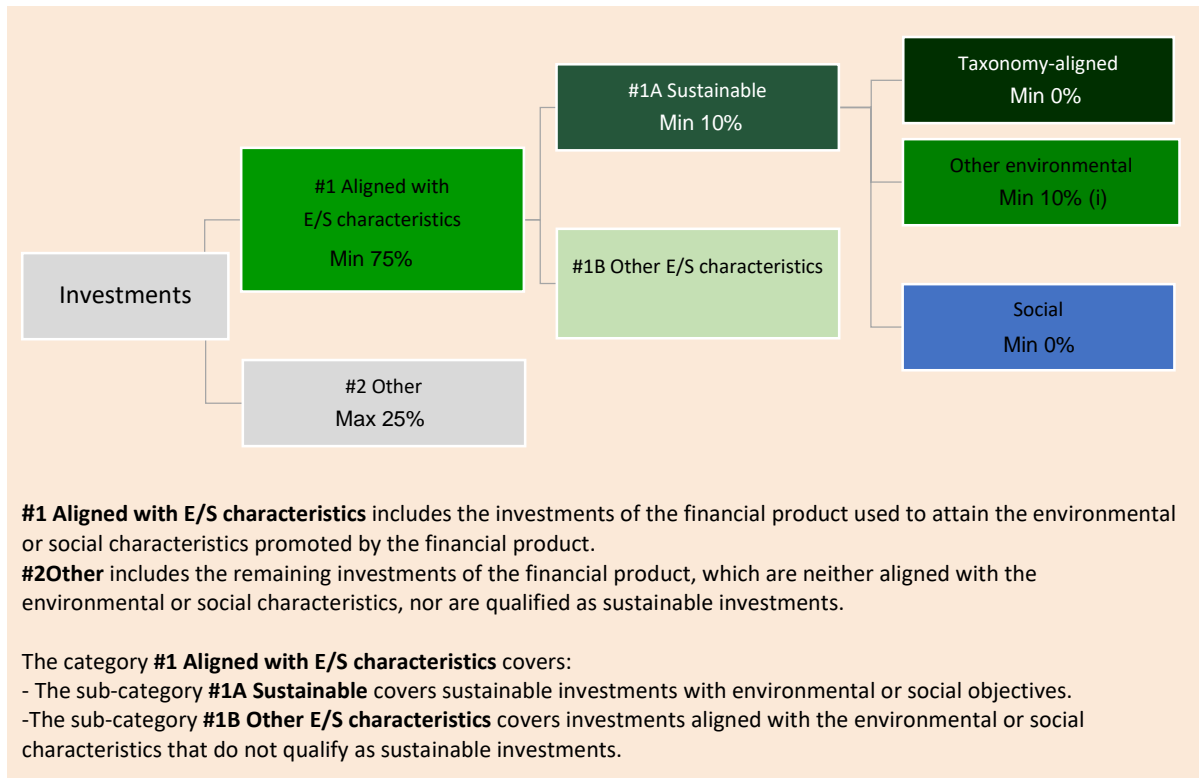 Investments
#1 Aligned with
E/S characteristics
Min 75%
#2 Other
Max 25%
#1A Sustainable
Min 10%
#1B Other E/S characteristics
Taxonomy-aligned
Min 0%
Other environmental
Min 10% (i)
Social
Min 0%
#1 Aligned with E/S characteristics includes the investments of the financial product used to attain the environmental
or social characteristics promoted by the financial product.
#2Other includes the remaining investments of the financial product, which are neither aligned with the
environmental or social characteristics, nor are qualified as sustainable investments.
The category #1 Aligned with E/S characteristics covers:
- The sub-category #1A Sustainable covers sustainable investments with environmental or social objectives.
-The sub-category #1B Other E/S characteristics covers investments aligned with the environmental or social
characteristics that do not qualify as sustainable investments.